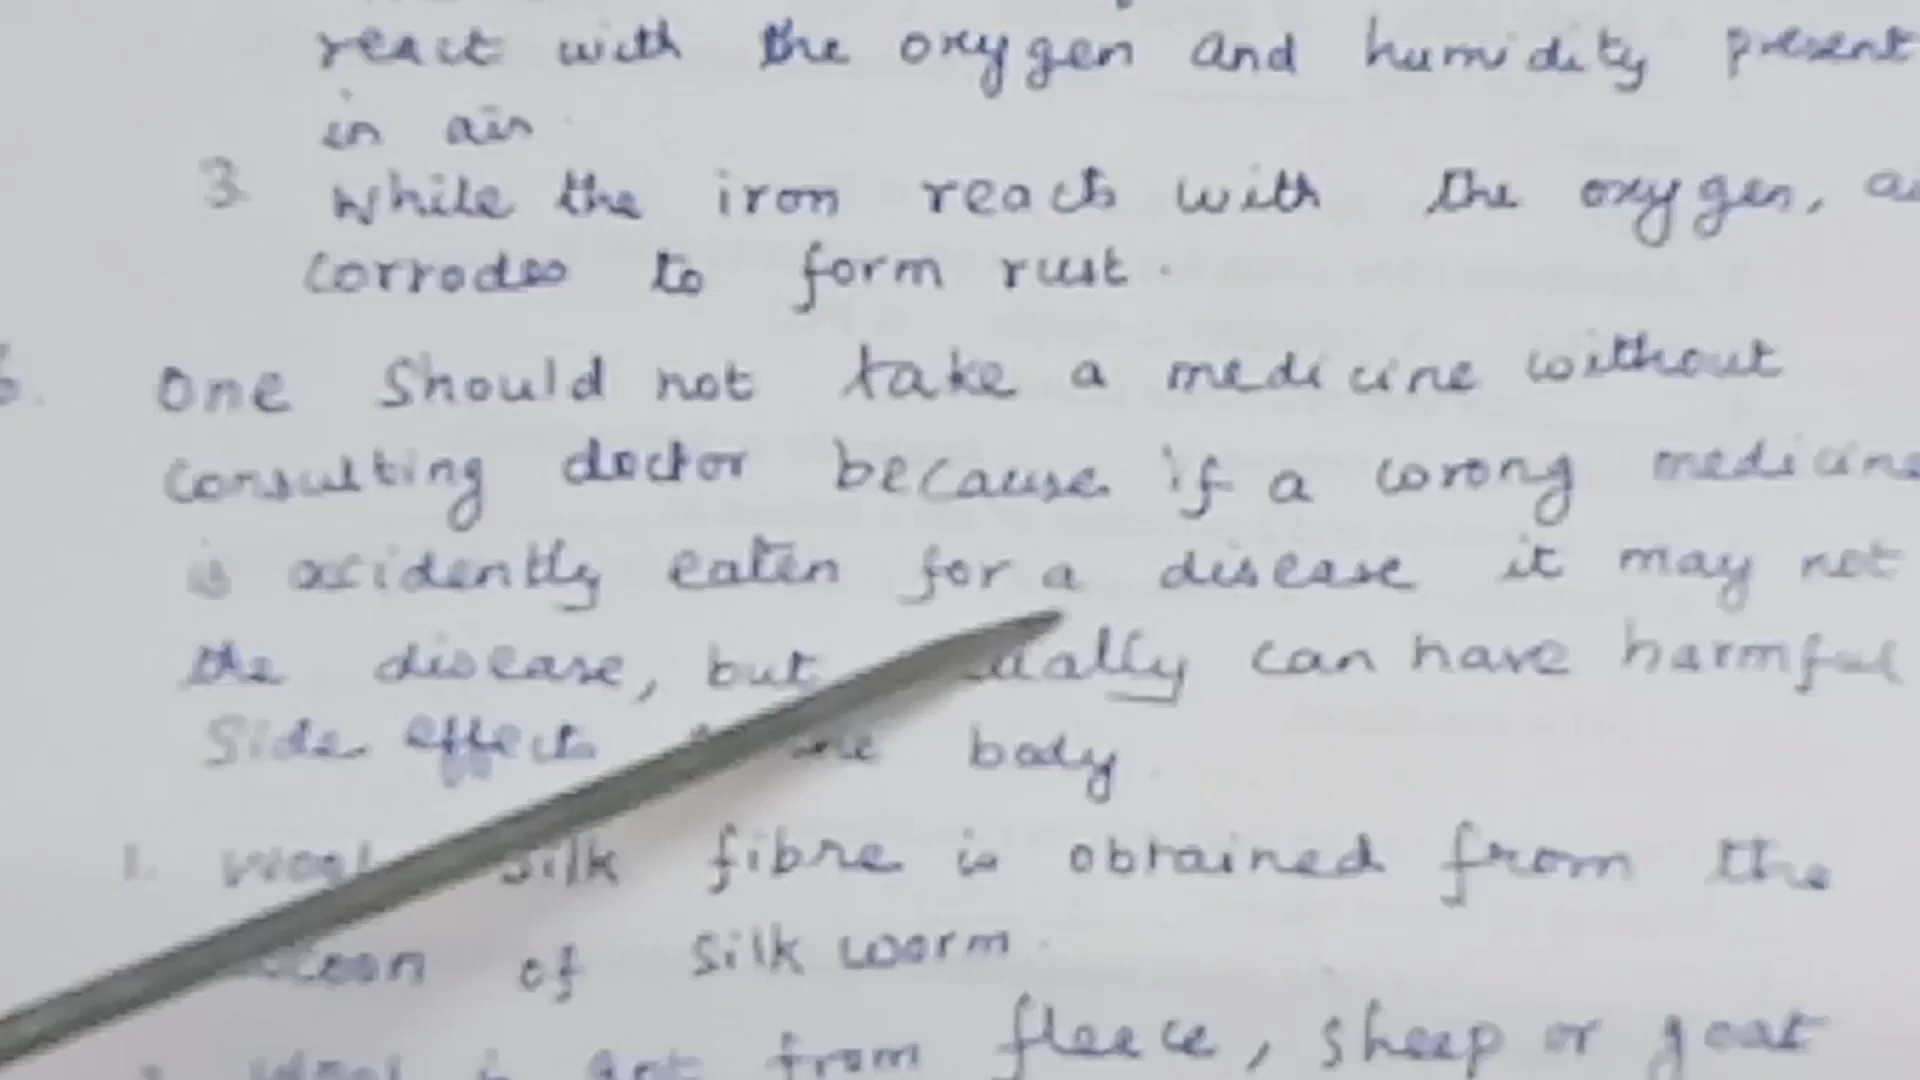 react with the oxygen and humidity present
in air
3 While the iron reacts with the oxygen,
corrodes to form rust.
One Should not take a medicine without
consulting doctor because if a wrong medicine
is accidently eaten for a disease it may not
the disease, but can have harmful
Side effects body.
1. silk fibre is obtained from the
of silk worm.
from fleece, sheep or goat